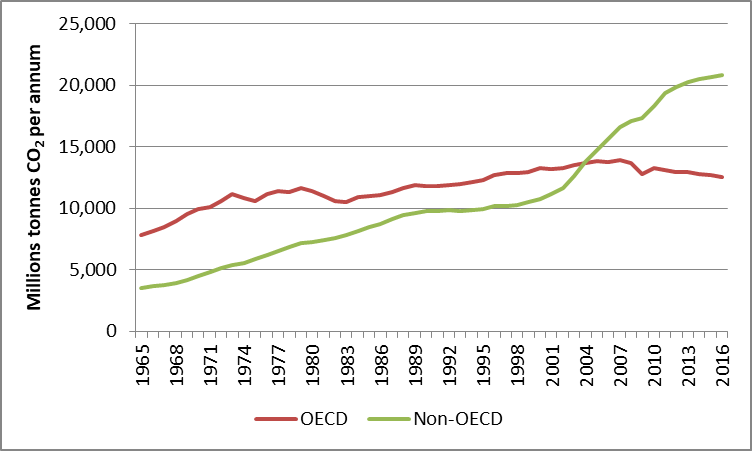 Millions tonnes CO₂ per annum
25,000
20,000
15,000
10,000
5,000
0
1965 1968 1971 1974 1977 1980 1983 1986 1989 1992 1995 1998 2001 2004 2007 2010 2013 2016
OECD Non-OECD